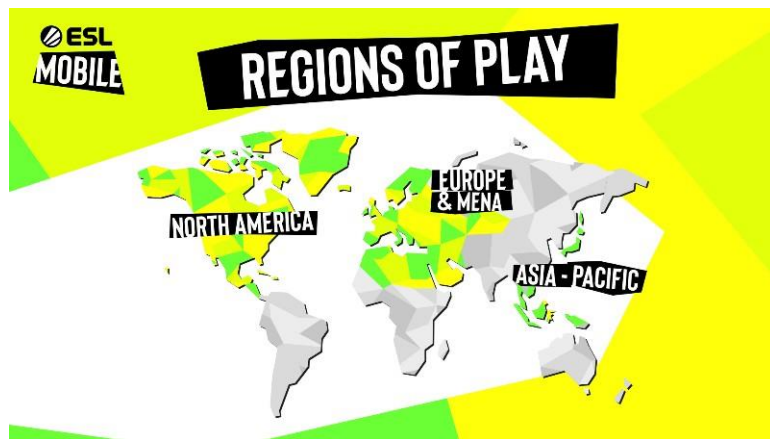 ESL
MOBILE
REGIONS OF PLAY
EUROPE
& MENA
NORTH AMERICA
ASIA - PACIFIC